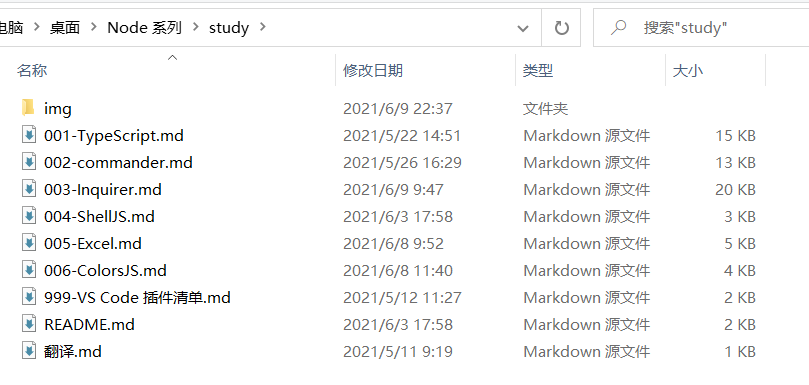 电脑 › 桌面 › Node 系列 › study › 搜索"study"
名称 修改日期 类型 大小
img 2021/6/9 22:37 文件夹
001-TypeScript.md 2021/5/22 14:51 Markdown 源文件 15 KB
002-commander.md 2021/5/26 16:29 Markdown 源文件 13 KB
003-Inquirer.md 2021/6/9 9:47 Markdown 源文件 20 KB
004-ShellJS.md 2021/6/3 17:58 Markdown 源文件 3 KB
005-Excel.md 2021/6/8 9:52 Markdown 源文件 5 KB
006-ColorsJS.md 2021/6/8 11:40 Markdown 源文件 4 KB
999-VS Code 插件清单.md 2021/5/12 11:27 Markdown 源文件 2 KB
README.md 2021/6/3 17:58 Markdown 源文件 2 KB
翻译.md 2021/5/11 9:19 Markdown 源文件 1 KB